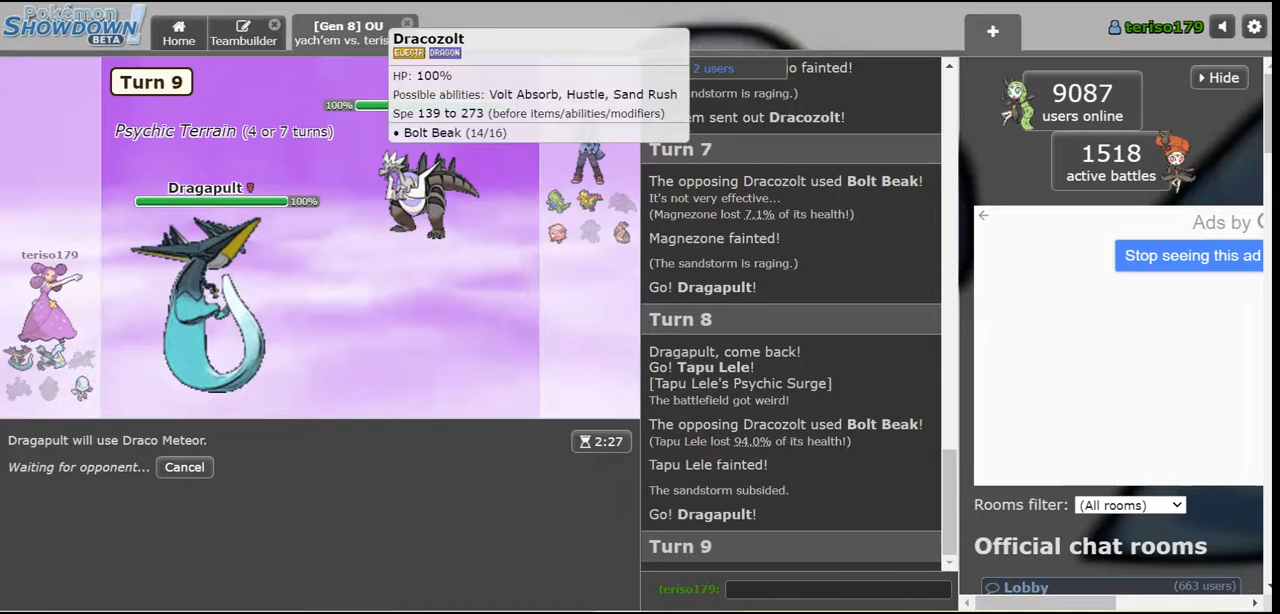 Pokémon
SHOWDOWN!
BETA
Home
Teambuilder
[Gen 8] OU
yach'em vs. teris
teriso179
Dracozolt
ELECTR DRAGON
HP: 100%
Possible abilities: Volt Absorb, Hustle, Sand Rush
Spe 139 to 273 (before items/abilities/modifiers)
• Bolt Beak (14/16)
Turn 9
100%
Psychic Terrain (4 or 7 turns)
Dragapult
100%
teriso179
Dragapult will use Draco Meteor.
2:27
Waiting for opponent...
Cancel
2 users
o fainted!
ndstorm is raging.)
em sent out Dracozolt!
Turn 7
The opposing Dracozolt used Bolt Beak!
It's not very effective...
(Magnezone lost 7.1% of its health!)
Magnezone fainted!
(The sandstorm is raging.)
Go! Dragapult!
Turn 8
Dragapult, come back!
Go! Tapu Lele!
[Tapu Lele's Psychic Surge]
The battlefield got weird!
The opposing Dracozolt used Bolt Beak!
(Tapu Lele lost 94.0% of its health!)
Tapu Lele fainted!
The sandstorm subsided.
Go! Dragapult!
Turn 9
teriso179:
9087
users online
Hide
1518
active battles
Ads by
Stop seeing this ad
Rooms filter: (All rooms)
Official chat rooms
Lobby
(663 users)